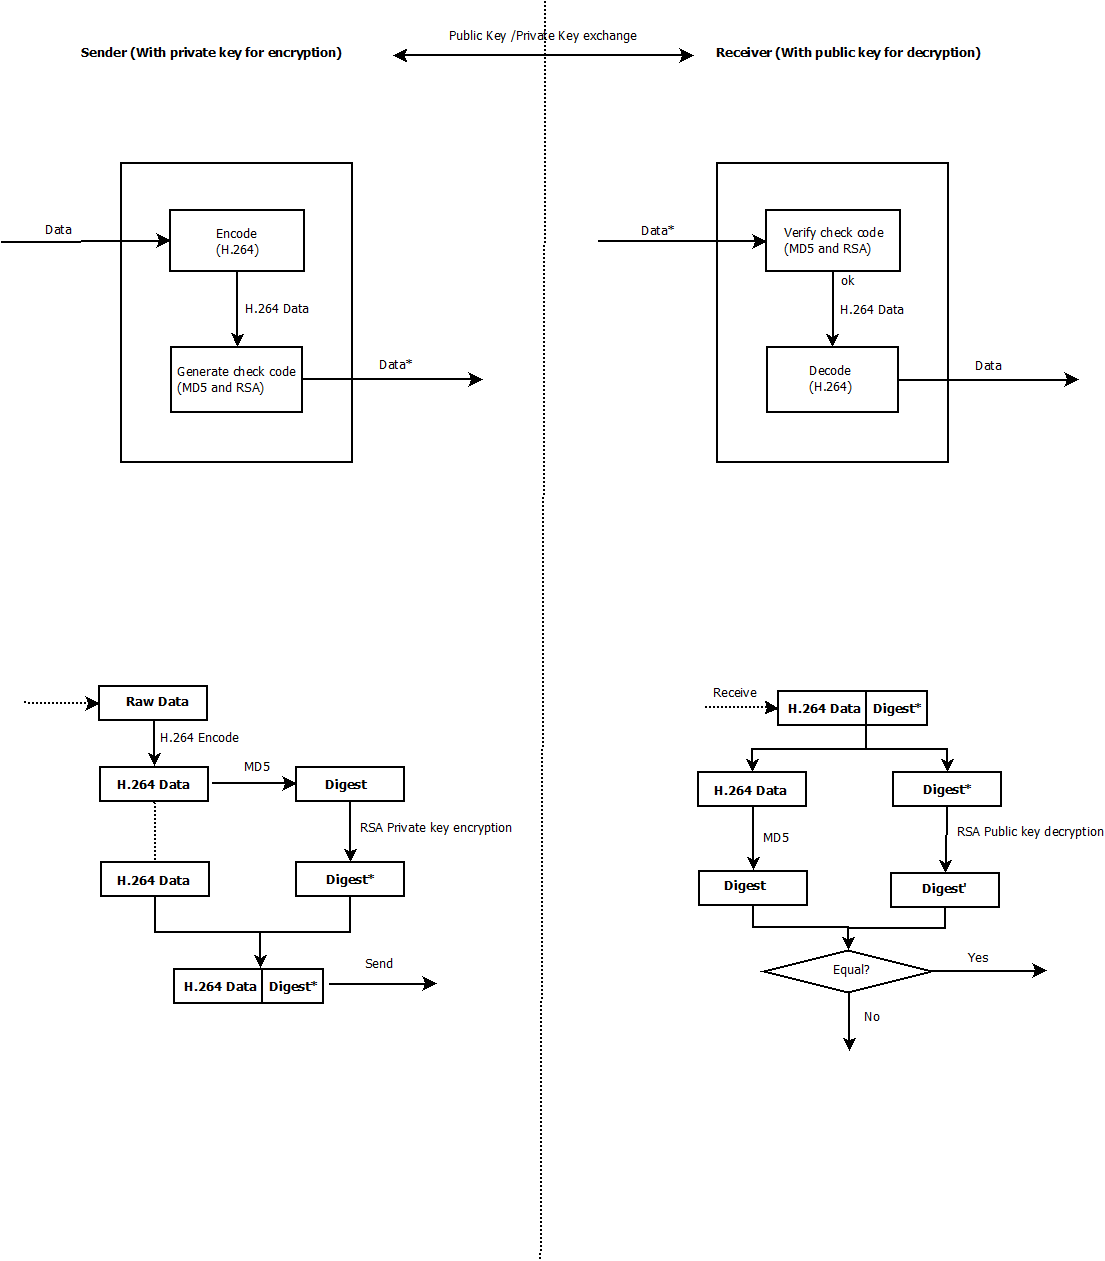 Public Key /Private Key exchange
Sender (With private key for encryption)
Receiver (With public key for decryption)
Data
Encode
(H.264)
H.264 Data
Generate check code
(MD5 and RSA)
Data*
Data*
Verify check code
(MD5 and RSA)
ok
H.264 Data
Decode
(H.264)
Data
Raw Data
H.264 Encode
H.264 Data
MD5
Digest
RSA Private key encryption
H.264 Data
Digest*
H.264 Data
Digest*
Send
Receive
H.264 Data
Digest*
H.264 Data
Digest*
MD5
RSA Public key decryption
Digest
Digest'
Equal?
Yes
No